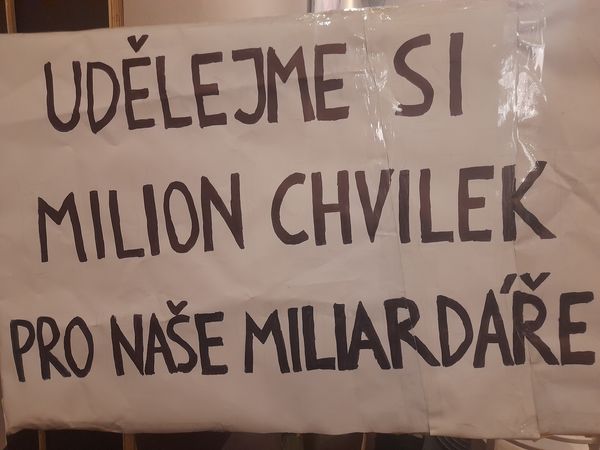 UDĚLEJME SI
MILION CHVILEK
PRO NAŠE MILIARDÁŘE